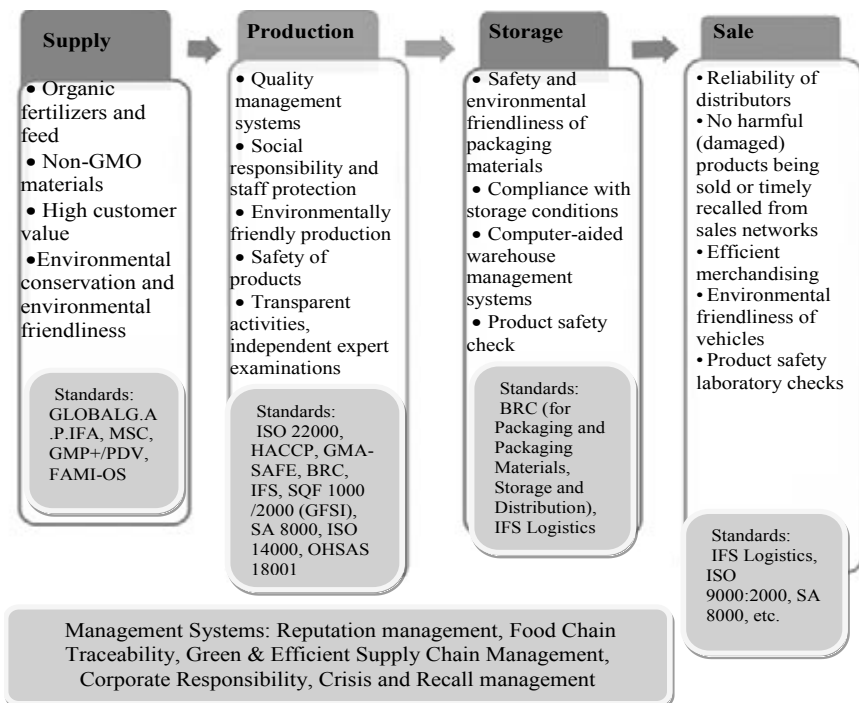 Supply
• Organic
fertilizers and
feed
• Non-GMO
materials
• High customer
value
•Environmental
conservation and
environmental
friendliness
Standards:
GLOBALG.A
.P.IFA, MSC,
GMP+/PDV,
FAMI-OS
Production
• Quality
management
systems
• Social
responsibility and
staff protection
• Environmentally
friendly production
• Safety of
products
• Transparent
activities,
independent expert
examinations
Standards:
ISO 22000,
HACCP, GMA-
SAFE, BRC,
IFS, SQF 1000
/2000 (GFSI),
SA 8000, ISO
14000, OHSAS
18001
Storage
• Safety and
environmental
friendliness of
packaging
materials
• Compliance with
storage conditions
• Computer-aided
warehouse
management
systems
• Product safety
check
Standards:
BRC (for
Packaging and
Packaging
Materials,
Storage and
Distribution),
IFS Logistics
Sale
• Reliability of
distributors
• No harmful
(damaged)
products being
sold or timely
recalled from
sales networks
• Efficient
merchandising
• Environmental
friendliness of
vehicles
• Product safety
laboratory checks
Standards:
IFS Logistics,
ISO
9000:2000, SA
8000, etc.
Management Systems: Reputation management, Food Chain
Traceability, Green & Efficient Supply Chain Management,
Corporate Responsibility, Crisis and Recall management